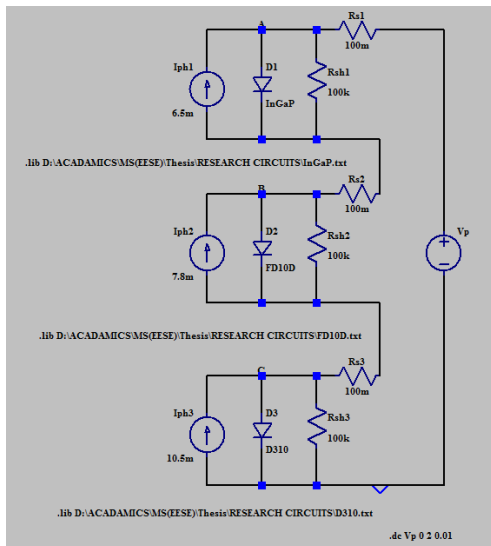 A
Rs1
100m
Iph1
D1
Rsh1
InGaP
100k
6.5m
.lib D:\ACADAMICS\MS(EESE)\Thesis\RESEARCH CIRCUITS\InGaP.txt
Rs2
100m
B
Iph2
D2
Rsh2
Vp
FD10D
100k
7.8m
.lib D:\ACADAMICS\MS(EESE)\Thesis\RESEARCH CIRCUITS\FD10D.txt
Rs3
100m
C
Iph3
D3
Rsh3
D310
100k
10.5m
.lib D:\ACADAMICS\MS(EESE)\Thesis\RESEARCH CIRCUITS\D310.txt
.dc Vp 0 2 0.01